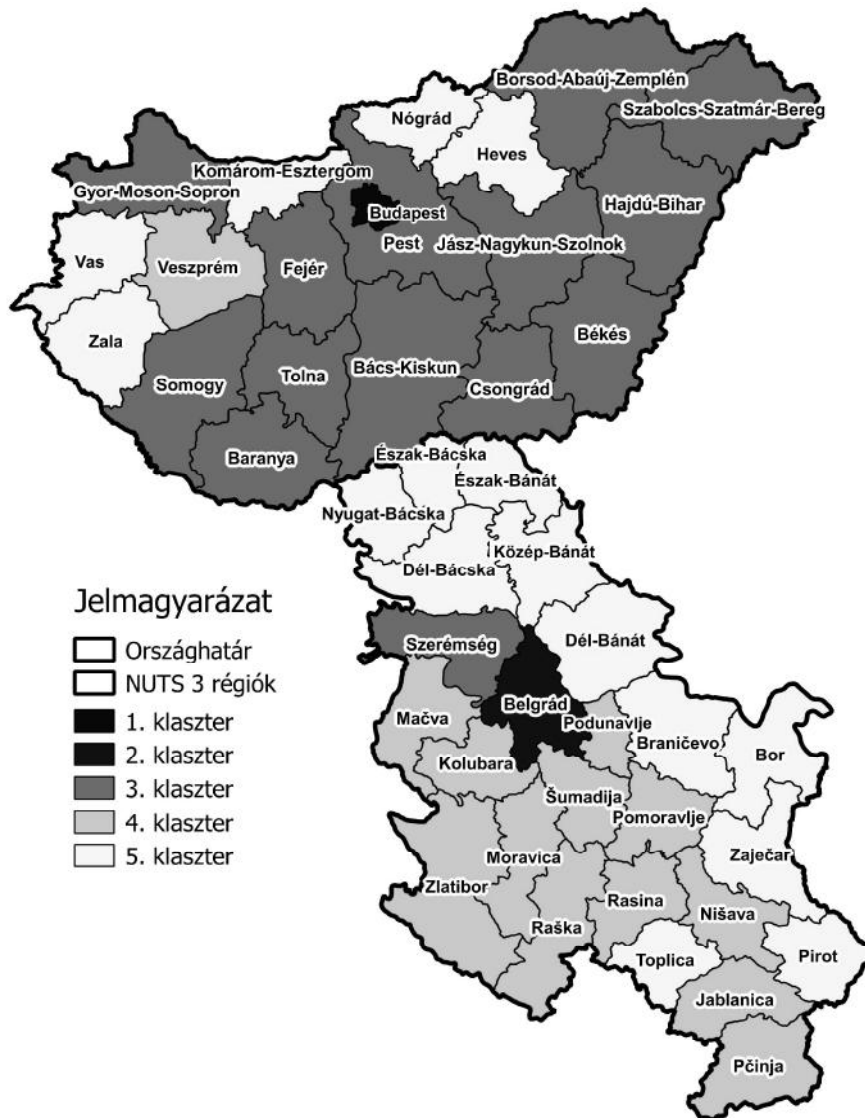 Borsod-Abaúj-Zemplén
Szabolcs-Szatmár-Bereg
Nógrád
Heves
Komárom-Esztergom
Gyor-Moson-Sopron
Hajdú-Bihar
Budapest
Pest
Jász-Nagykun-Szolnok
Vas
Veszprém
Fejér
Zala
Békés
Bács-Kiskun
Somogy
Tolna
Csongrád
Baranya
Észak-Bácska
Észak-Bánát
Nyugat-Bácska
Közép-Bánát
Dél-Bácska
Szerémség
Dél-Bánát
Belgrád
Mačva
Podunavlje
Braničevo
Bor
Kolubara
Šumadija
Pomoravlje
Moravica
Zaječar
Zlatibor
Rasina
Nišava
Raška
Toplica
Pirot
Jablanica
Pčinja
Jelmagyarázat
Országhatár
NUTS 3 régiók
1. klaszter
2. klaszter
3. klaszter
4. klaszter
5. klaszter